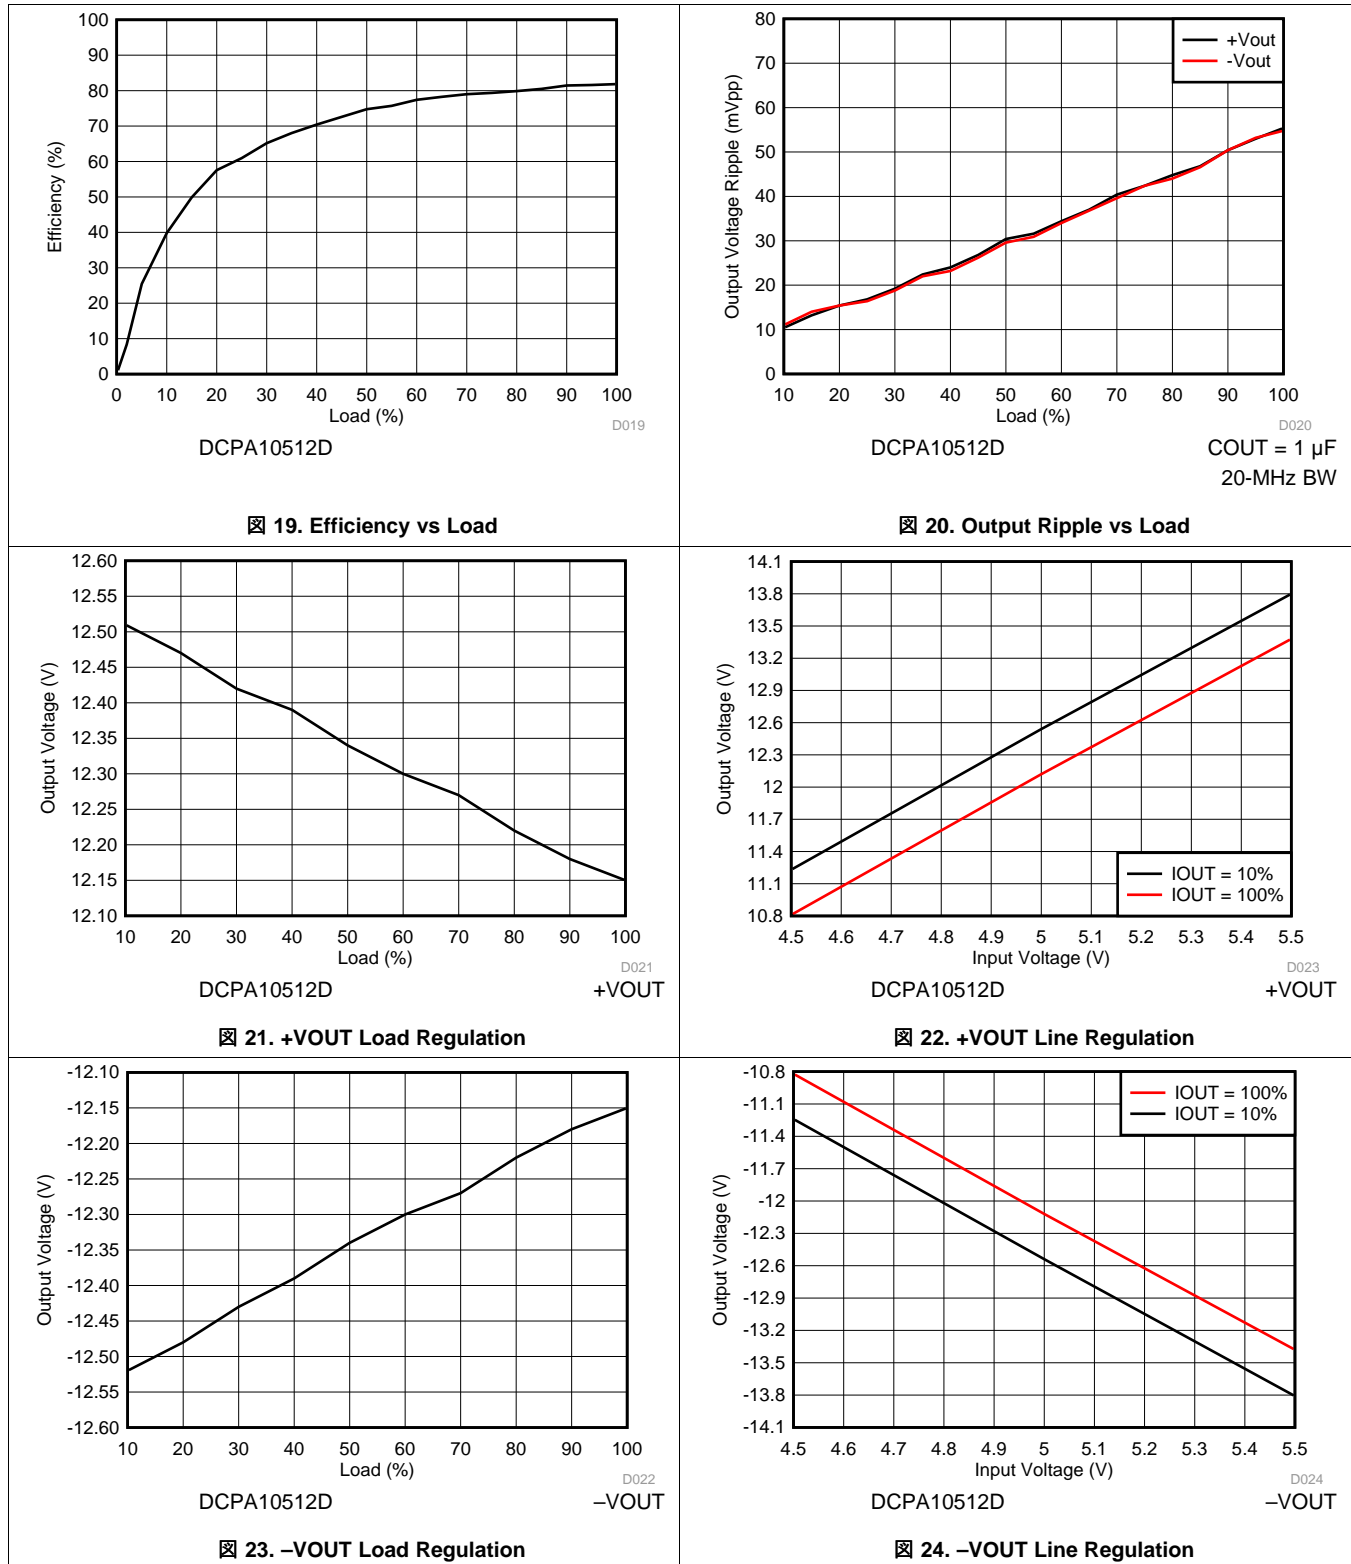 100
90
80
70
60
50
40
30
20
10
0
Efficiency (%)
0 10 20 30 40 50 60 70 80 90 100
Load (%)
D019
DCPA10512D
図 19. Efficiency vs Load
80
70
60
50
40
30
20
10
0
Output Voltage Ripple (mVpp)
+Vout
-Vout
10 20 30 40 50 60 70 80 90 100
Load (%)
D020
DCPA10512D COUT = 1 µF
20-MHz BW
図 20. Output Ripple vs Load
12.60
12.55
12.50
12.45
12.40
12.35
12.30
12.25
12.20
12.15
12.10
Output Voltage (V)
10 20 30 40 50 60 70 80 90 100
Load (%)
D021
DCPA10512D +VOUT
図 21. +VOUT Load Regulation
14.1
13.8
13.5
13.2
12.9
12.6
12.3
12
11.7
11.4
11.1
10.8
Output Voltage (V)
IOUT = 10%
IOUT = 100%
4.5 4.6 4.7 4.8 4.9 5 5.1 5.2 5.3 5.4 5.5
Input Voltage (V)
D023
DCPA10512D +VOUT
図 22. +VOUT Line Regulation
-12.10
-12.15
-12.20
-12.25
-12.30
-12.35
-12.40
-12.45
-12.50
-12.55
-12.60
Output Voltage (V)
10 20 30 40 50 60 70 80 90 100
Load (%)
D022
DCPA10512D –VOUT
図 23. –VOUT Load Regulation
-10.8
-11.1
-11.4
-11.7
-12
-12.3
-12.6
-12.9
-13.2
-13.5
-13.8
-14.1
Output Voltage (V)
IOUT = 100%
IOUT = 10%
4.5 4.6 4.7 4.8 4.9 5 5.1 5.2 5.3 5.4 5.5
Input Voltage (V)
D024
DCPA10512D –VOUT
図 24. –VOUT Line Regulation